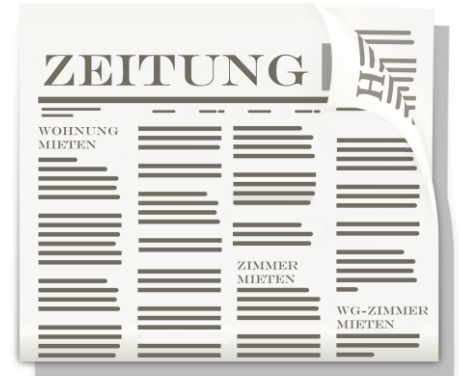 ZEITUNG
H
WOHNUNG
MIETEN
ZIMMER
MIETEN
WG-ZIMMER
MIETEN